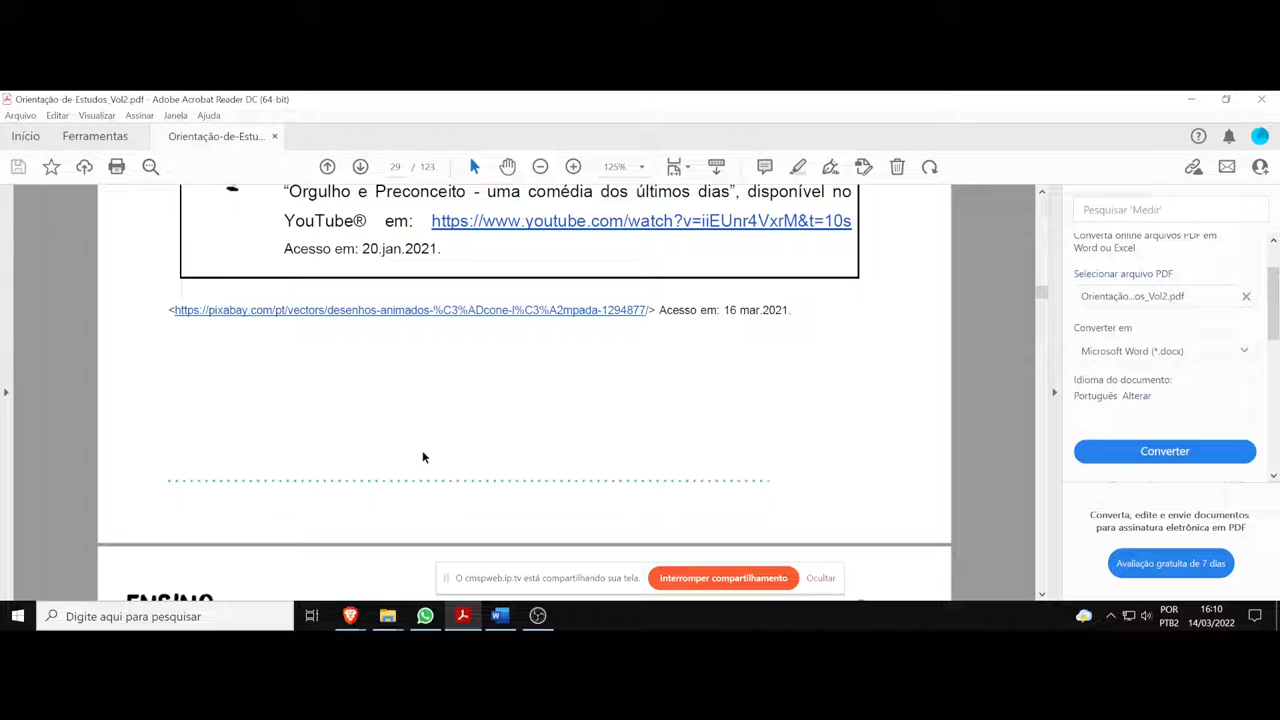 Orientação-de-Estudos_Vol2.pdf - Adobe Acrobat Reader DC (64-bit)
Arquivo Editar Visualizar Assinar Janela Ajuda
Início Ferramentas Orientação-de-Estu... ×
29 / 123 125%
“Orgulho e Preconceito - uma comédia dos últimos dias”, disponível no
YouTube® em: https://www.youtube.com/watch?v=iiEUnr4VxrM&t=10s
Acesso em: 20.jan.2021.
<https://pixabay.com/pt/vectors/desenhos-animados-%C3%ADcone-l%C3%A2mpada-1294877/> Acesso em: 16 mar.2021.
ENSINO
Pesquisar 'Medir'
Converta online arquivos PDF em
Word ou Excel
Selecionar arquivo PDF
Orientação...os_Vol2.pdf
Converter em
Microsoft Word (*.docx)
Idioma do documento:
Português Alterar
Converter
Converta, edite e envie documentos
para assinatura eletrônica em PDF
Avaliação gratuita de 7 dias
O cmspweb.ip.tv está compartilhando sua tela. Interromper compartilhamento Ocultar
Digite aqui para pesquisar
POR
PTB2
16:10
14/03/2022